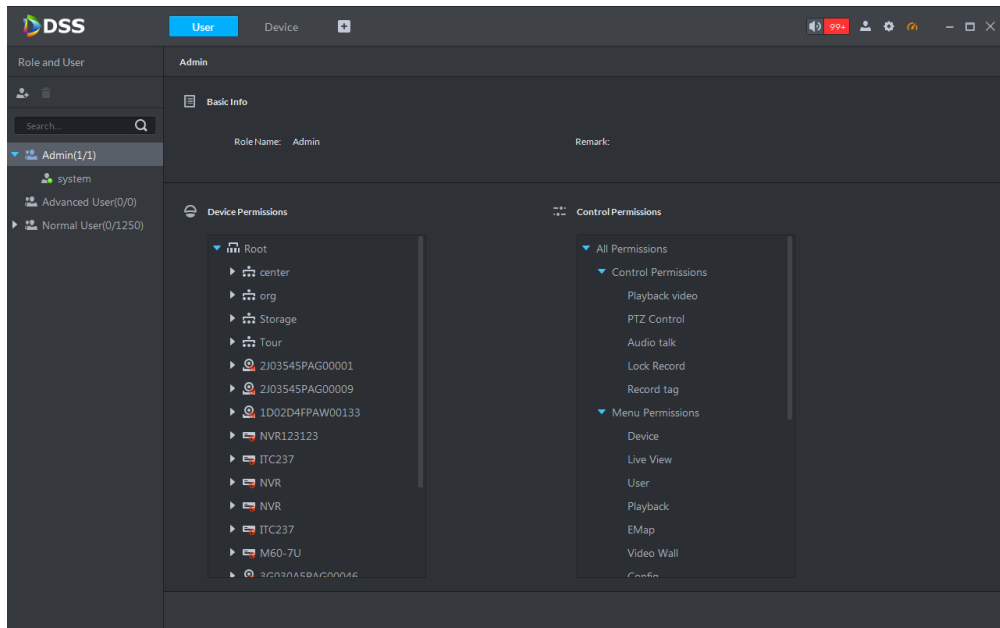 DSS
User
Device
99+
Role and User
Admin
Basic Info
Search...
Role Name: Admin
Remark:
Admin(1/1)
system
Advanced User(0/0)
Normal User(0/1250)
Device Permissions
Root
center
org
Storage
Tour
2J03545PAG00001
2J03545PAG00009
1D02D4FPAW00133
NVR123123
ITC237
NVR
NVR
ITC237
M60-7U
3G030A5PAG00046
Control Permissions
All Permissions
Control Permissions
Playback video
PTZ Control
Audio talk
Lock Record
Record tag
Menu Permissions
Device
Live View
User
Playback
EMap
Video Wall
Config